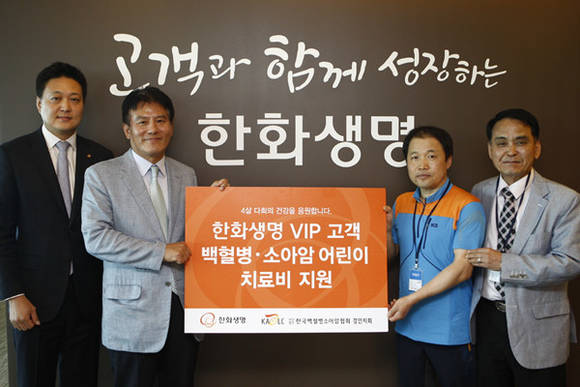 고객과 함께 성장하는
한화생명
4살 다희의 건강을 응원합니다.
한화생명 VIP 고객
백혈병·소아암 어린이
치료비 지원
한화생명
KALC
한국백혈병소아암협회 경인지회